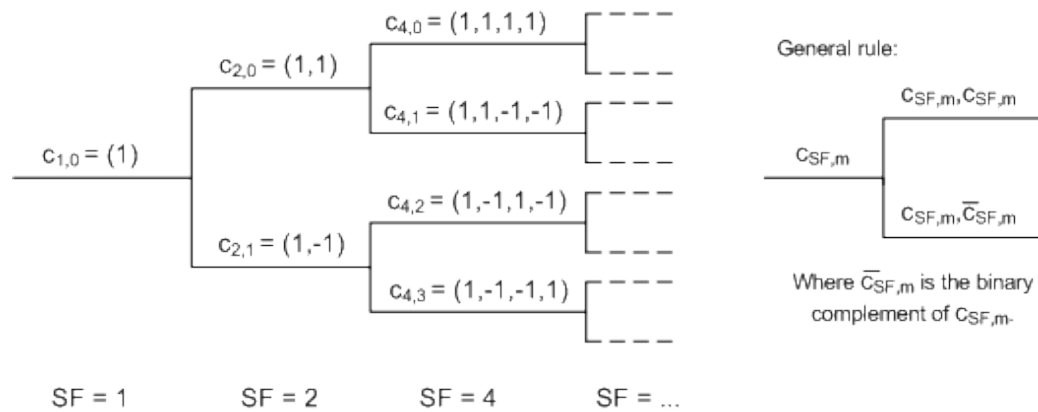 c4,0 = (1,1,1,1)
c2,0 = (1,1)
c4,1 = (1,1,-1,-1)
c1,0 = (1)
c4,2 = (1,-1,1,-1)
c2,1 = (1,-1)
c4,3 = (1,-1,-1,1)
SF = 1
SF = 2
SF = 4
SF = ...
General rule:
cSF,m,cSF,m
cSF,m
cSF,m,c̅SF,m
Where c̅SF,m is the binary
complement of cSF,m.